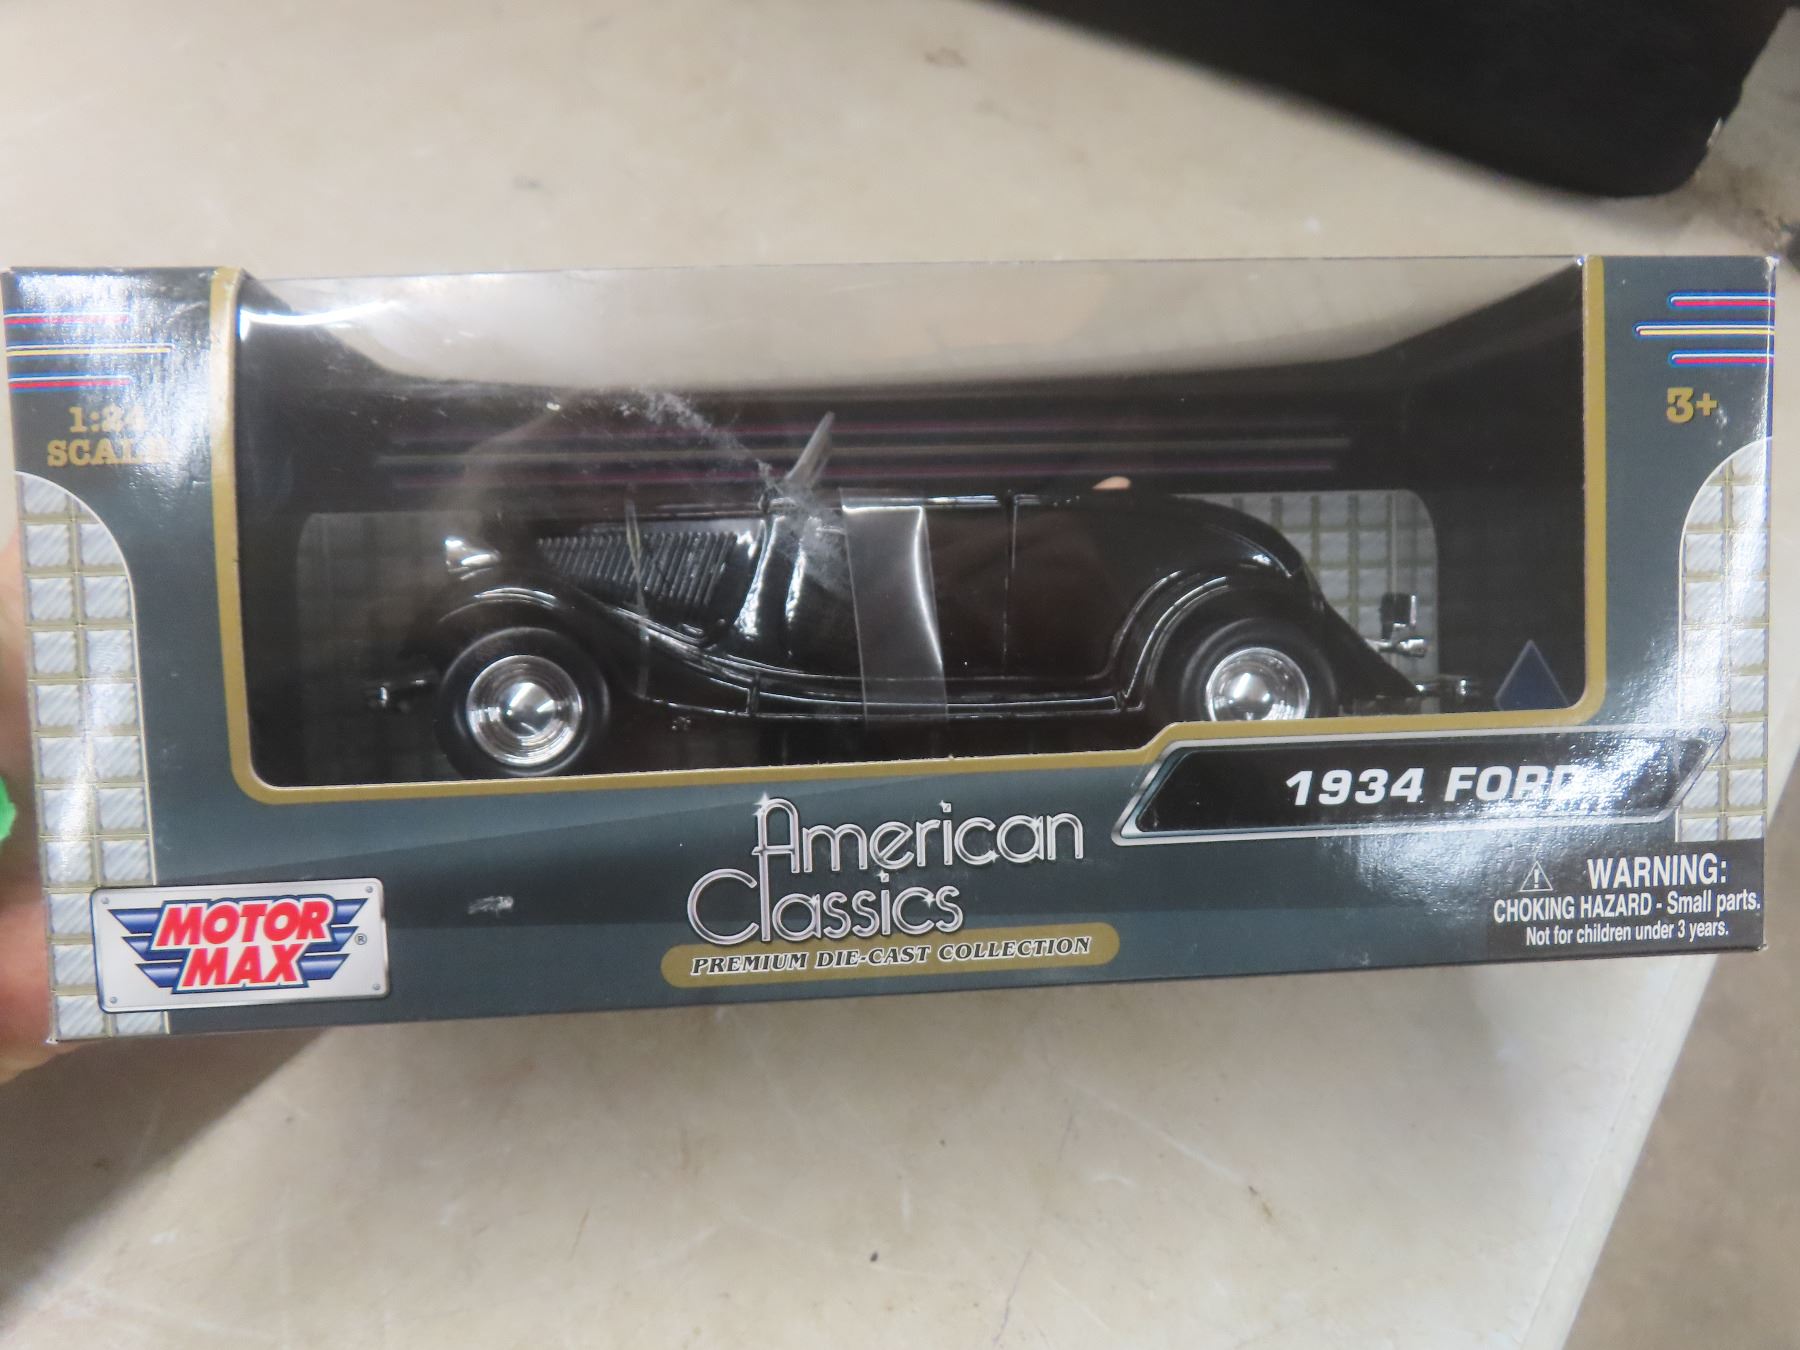 1:24
SCALE
3+
1934 FORD
American
Classics
PREMIUM DIE-CAST COLLECTION
MOTOR
MAX®
WARNING:
CHOKING HAZARD - Small parts.
Not for children under 3 years.